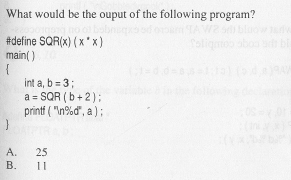 What would be the ouput of the following program?
#define SQR(x) ( x * x )
main( )
{
int a, b = 3 ;
a = SQR ( b + 2 ) ;
printf ( "\n%d", a ) ;
}
A. 25
B. 11